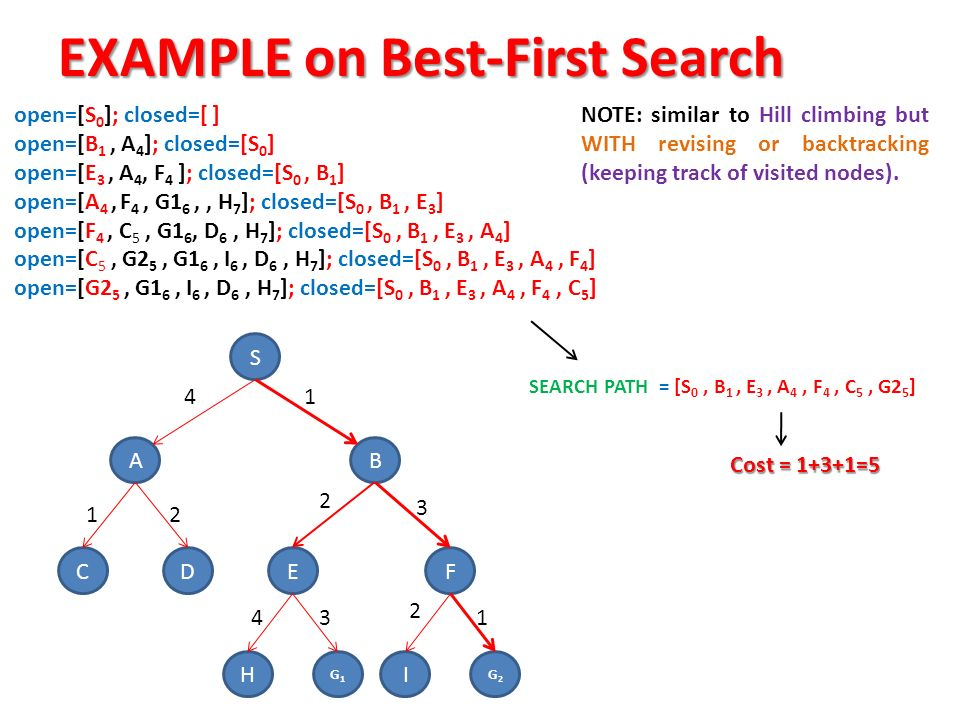 EXAMPLE on Best-First Search
open=[S0]; closed=[ ]
open=[B1 , A4]; closed=[S0]
open=[E3 , A4, F4 ]; closed=[S0 , B1]
open=[A4 , F4 , G16 , , H7]; closed=[S0 , B1 , E3]
open=[F4 , C5 , G16, D6 , H7]; closed=[S0 , B1 , E3 , A4]
open=[C5 , G25 , G16 , I6 , D6 , H7]; closed=[S0 , B1 , E3 , A4 , F4]
open=[G25 , G16 , I6 , D6 , H7]; closed=[S0 , B1 , E3 , A4 , F4 , C5]
NOTE: similar to Hill climbing but
WITH revising or backtracking
(keeping track of visited nodes).
SEARCH PATH = [S0 , B1 , E3 , A4 , F4 , C5 , G25]
Cost = 1+3+1=5
S
4 1
A B
1 2 2 3
C D E F
4 3 2 1
H G1 I G2